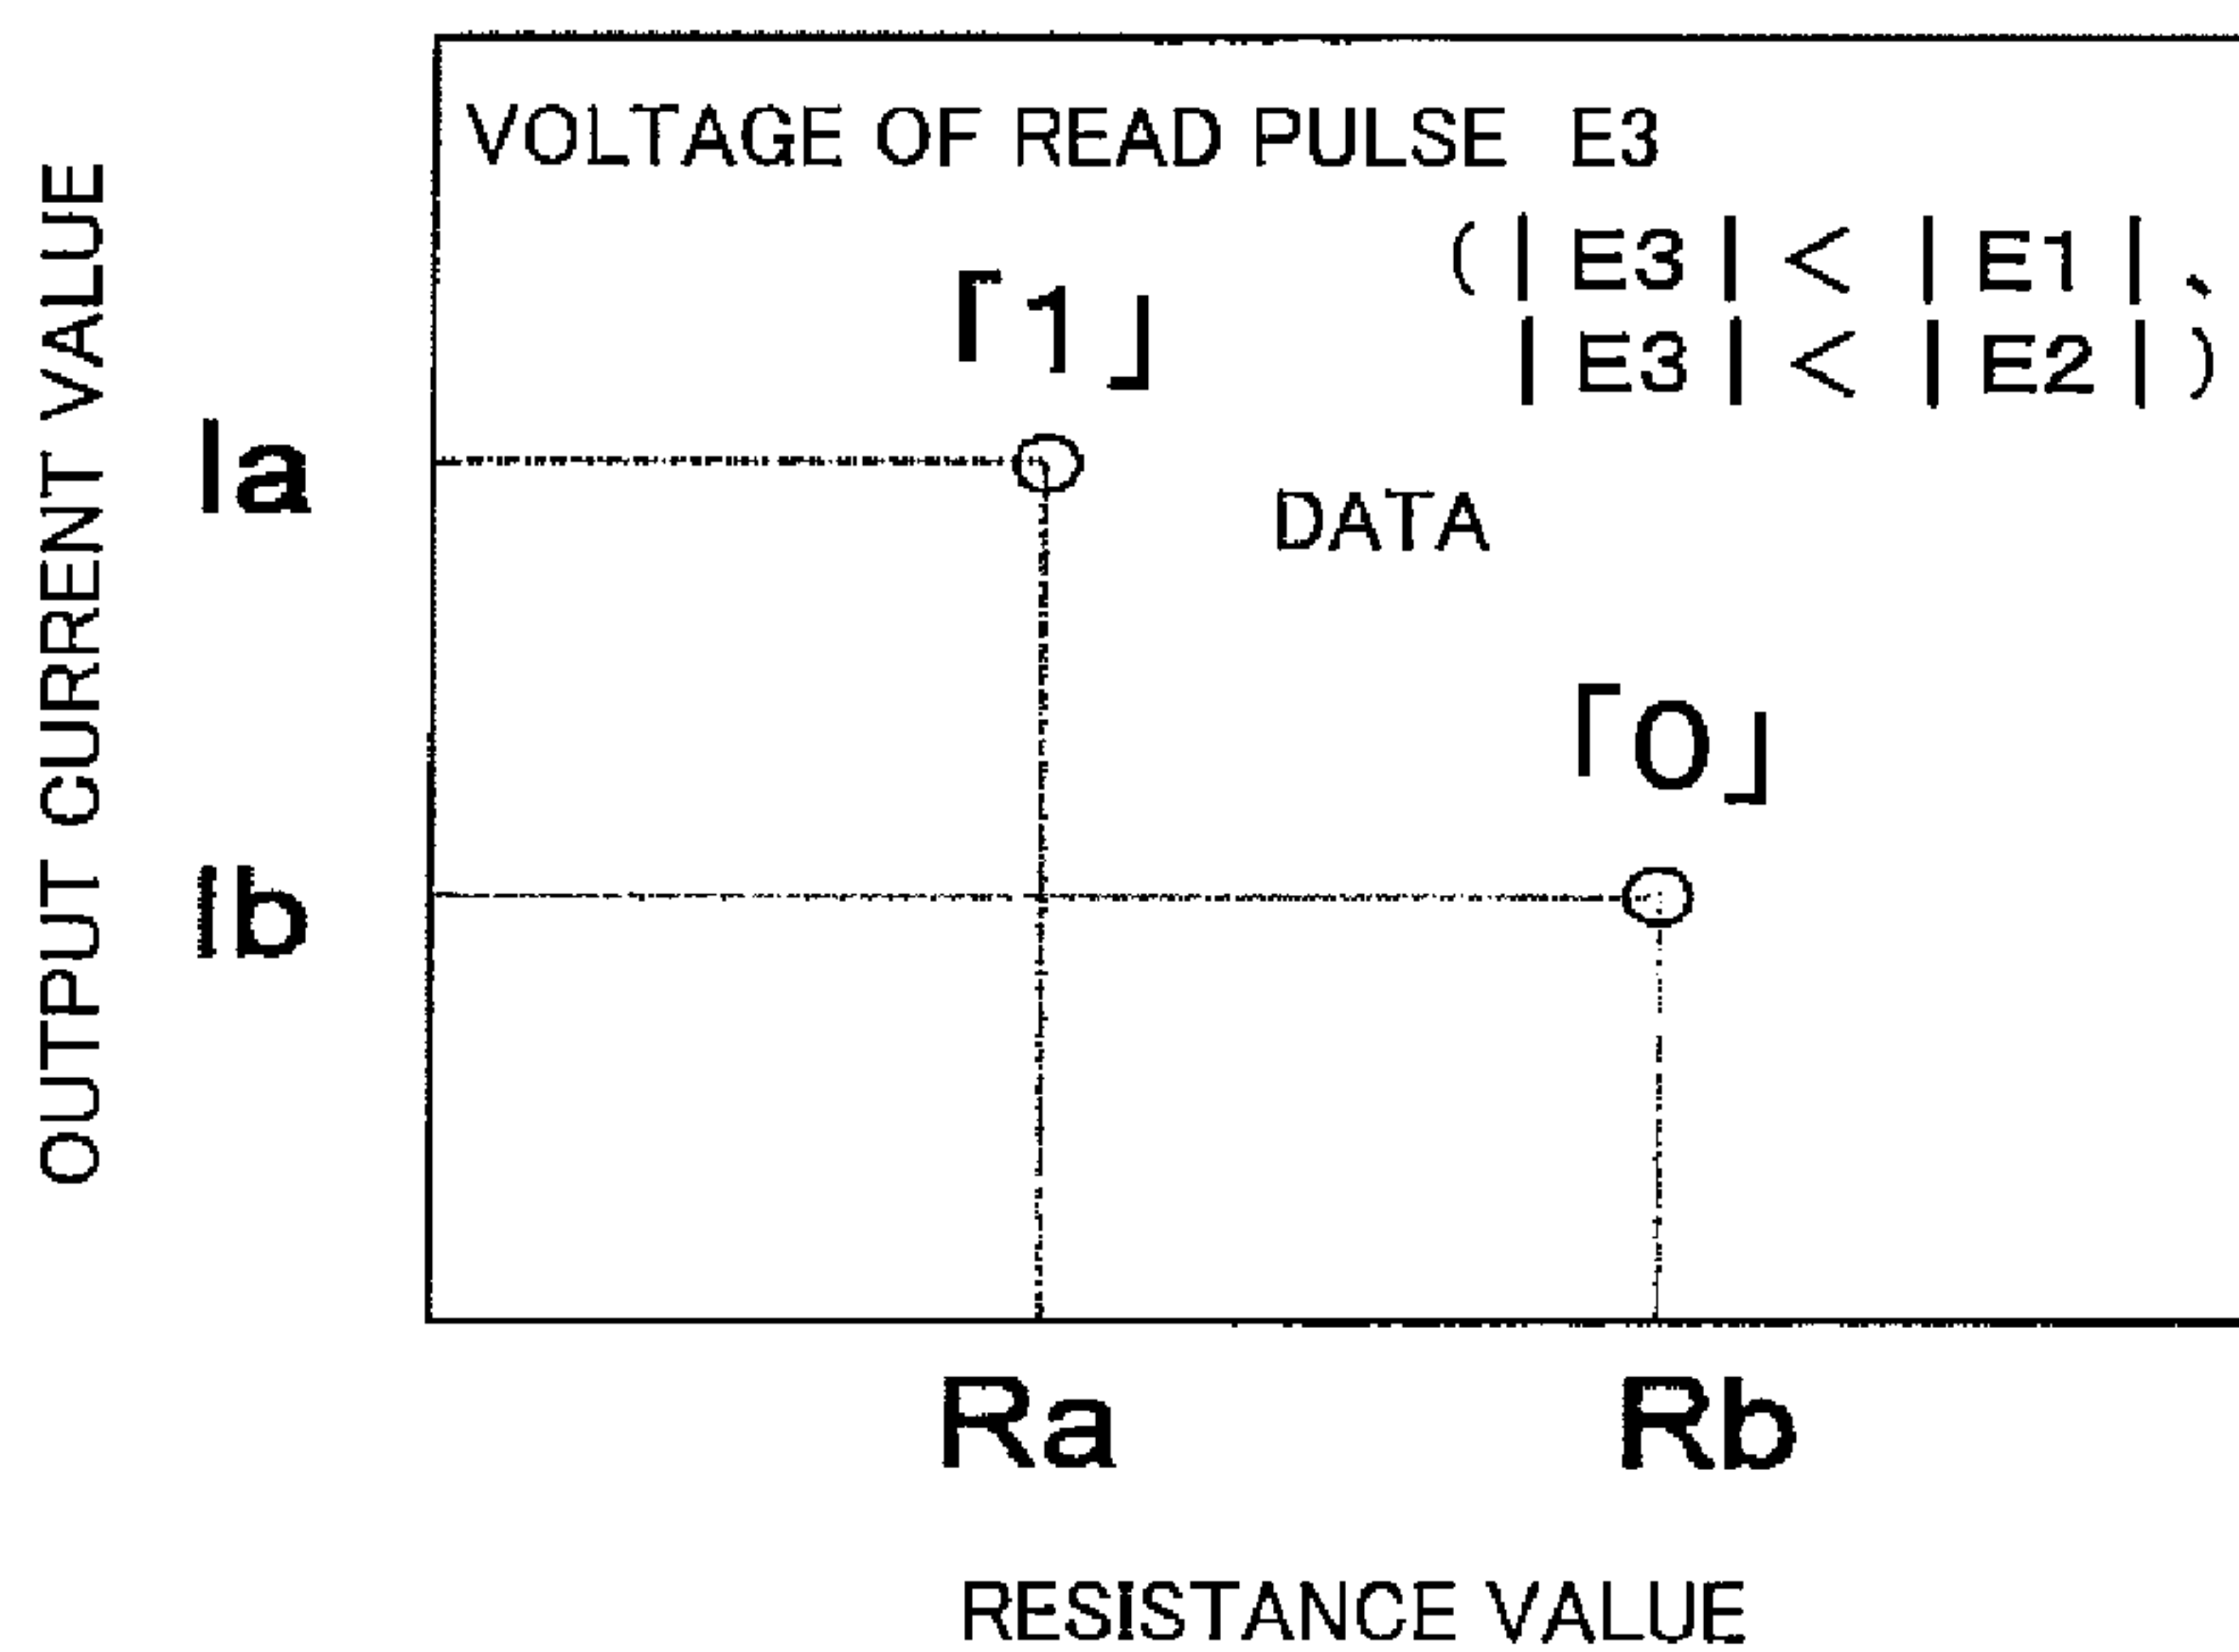 VOLTAGE OF READ PULSE E3
(|E3|<|E1|、
|E3|<|E2|)
「1」
Ia
DATA
「0」
Ib
OUTPUT CURRENT VALUE
Ra Rb
RESISTANCE VALUE